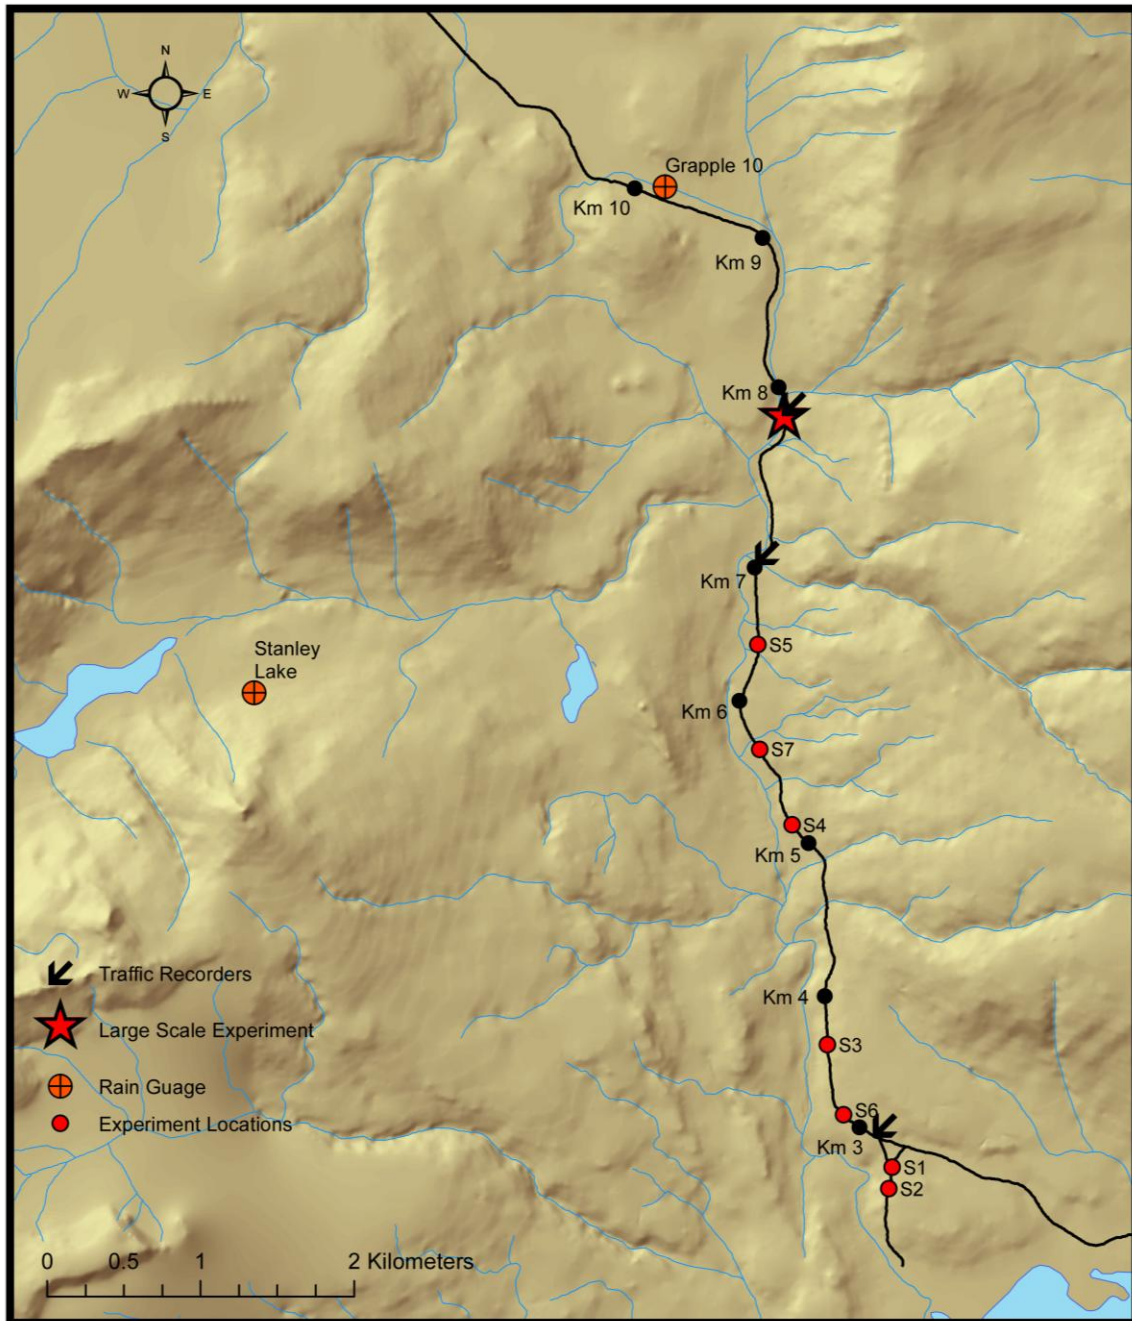 N
W E
S
Grapple 10
Km 10
Km 9
Km 8
Km 7
S5
Stanley
Lake
Km 6
S7
S4
Km 5
Traffic Recorders
Km 4
Large Scale Experiment
S3
Rain Guage
S6
Experiment Locations
Km 3
S1
S2
0 0.5 1 2 Kilometers